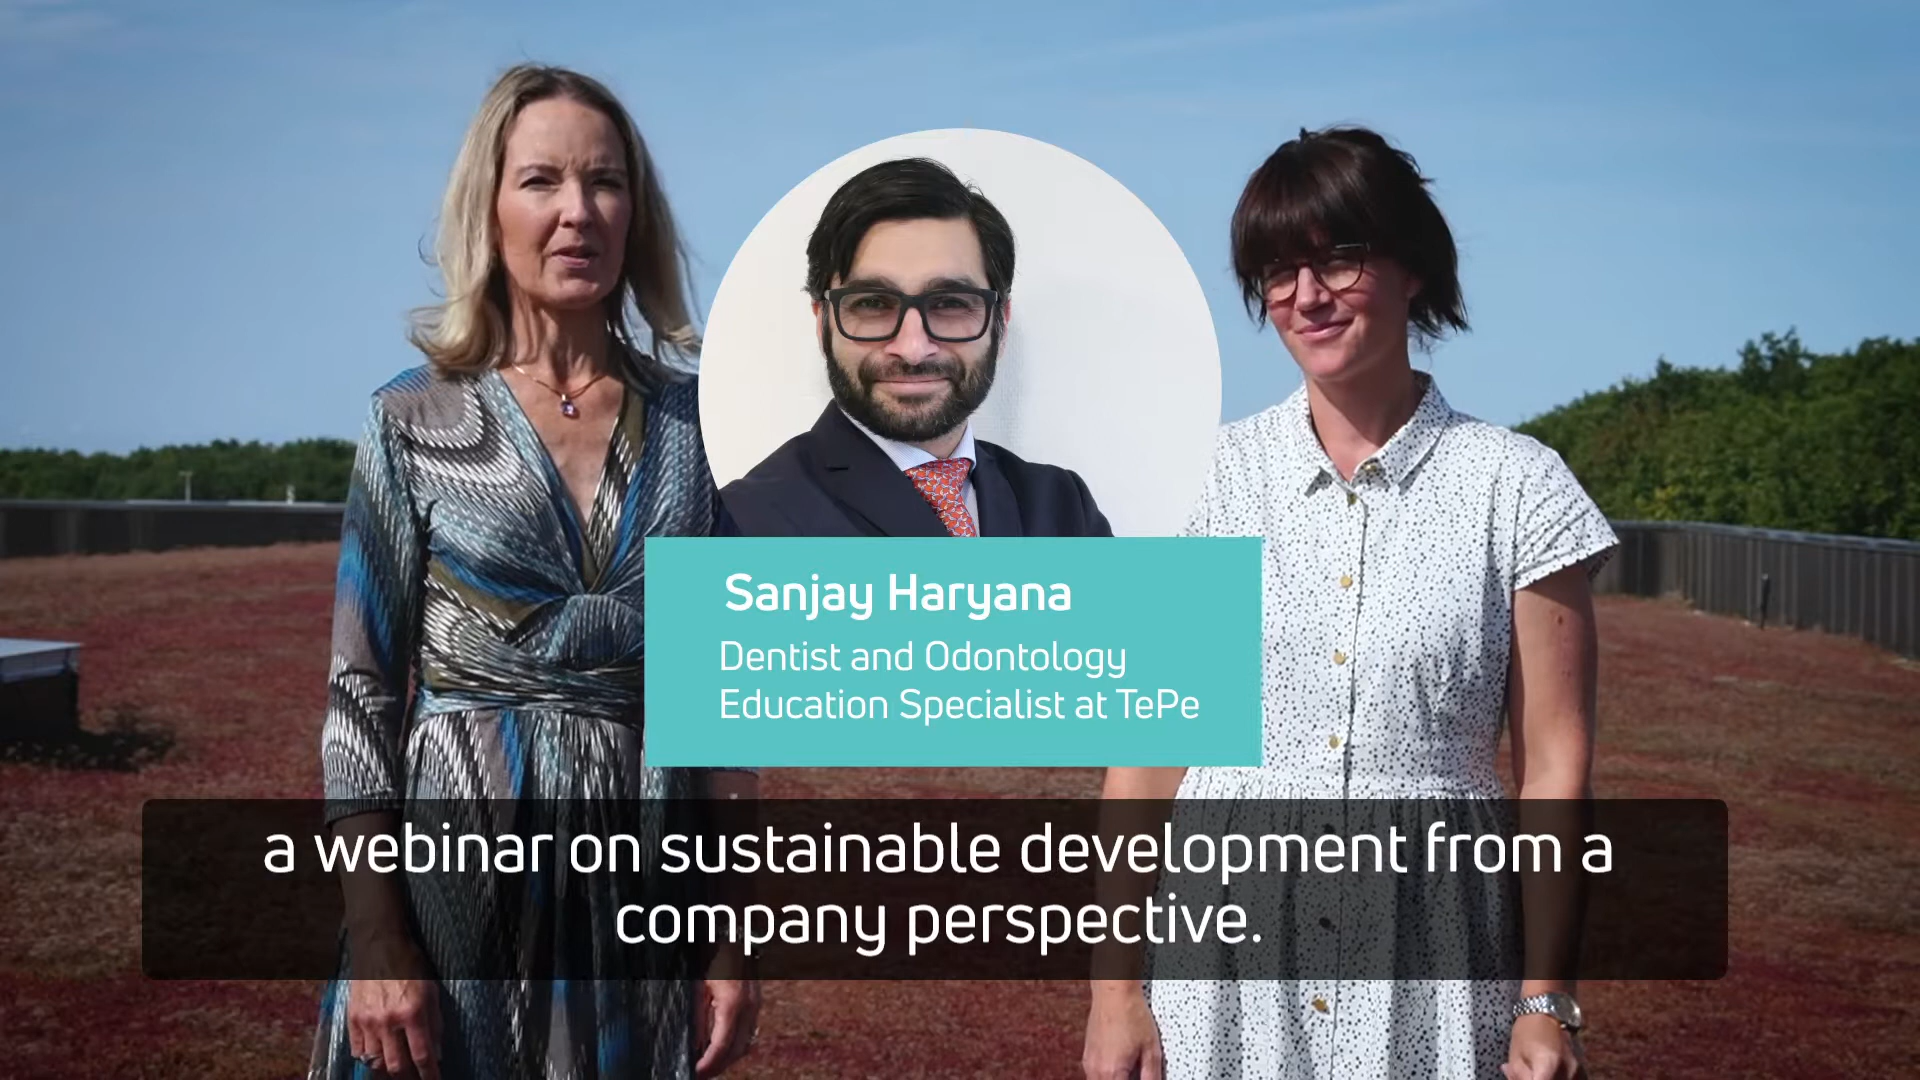 Sanjay Haryana
Dentist and Odontology
Education Specialist at TePe
a webinar on sustainable development from a
company perspective.